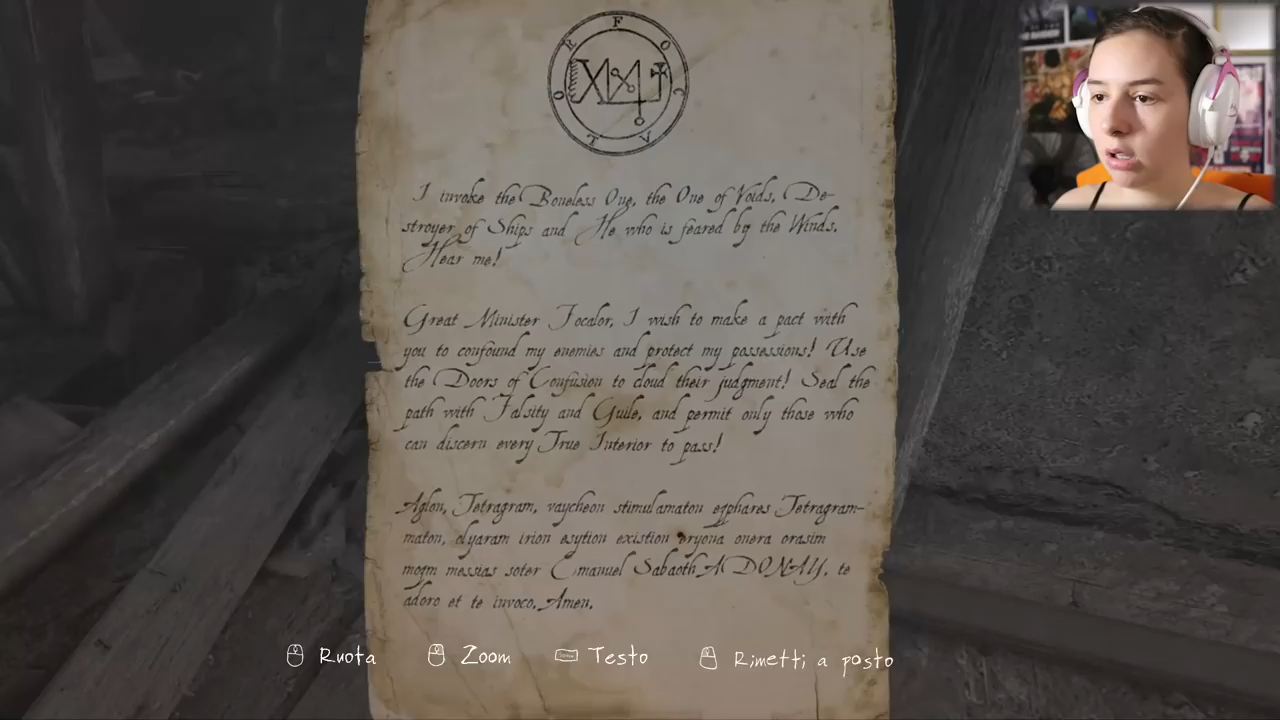 FOCVTOR
I invoke the Boneless One, the One of Voids, De-
stroyer of Ships and He who is feared by the Winds.
Hear me!
Great Minister Focalor, I wish to make a pact with
you to confound my enemies and protect my possessions! Use
the Doors of Confusion to cloud their judgment! Seal the
path with Falsity and Guile, and permit only those who
can discern every True Interior to pass!
Aglon, Tetragram, vaycheon stimulamaton ezphares Tetragram-
maton, olyaram irion esytion existion eryona onera orasim
mozm messias soter Emanuel Sabaoth ADONAY, te
adoro et te invoco. Amen.
Ruota Zoom Testo Rimetti a posto